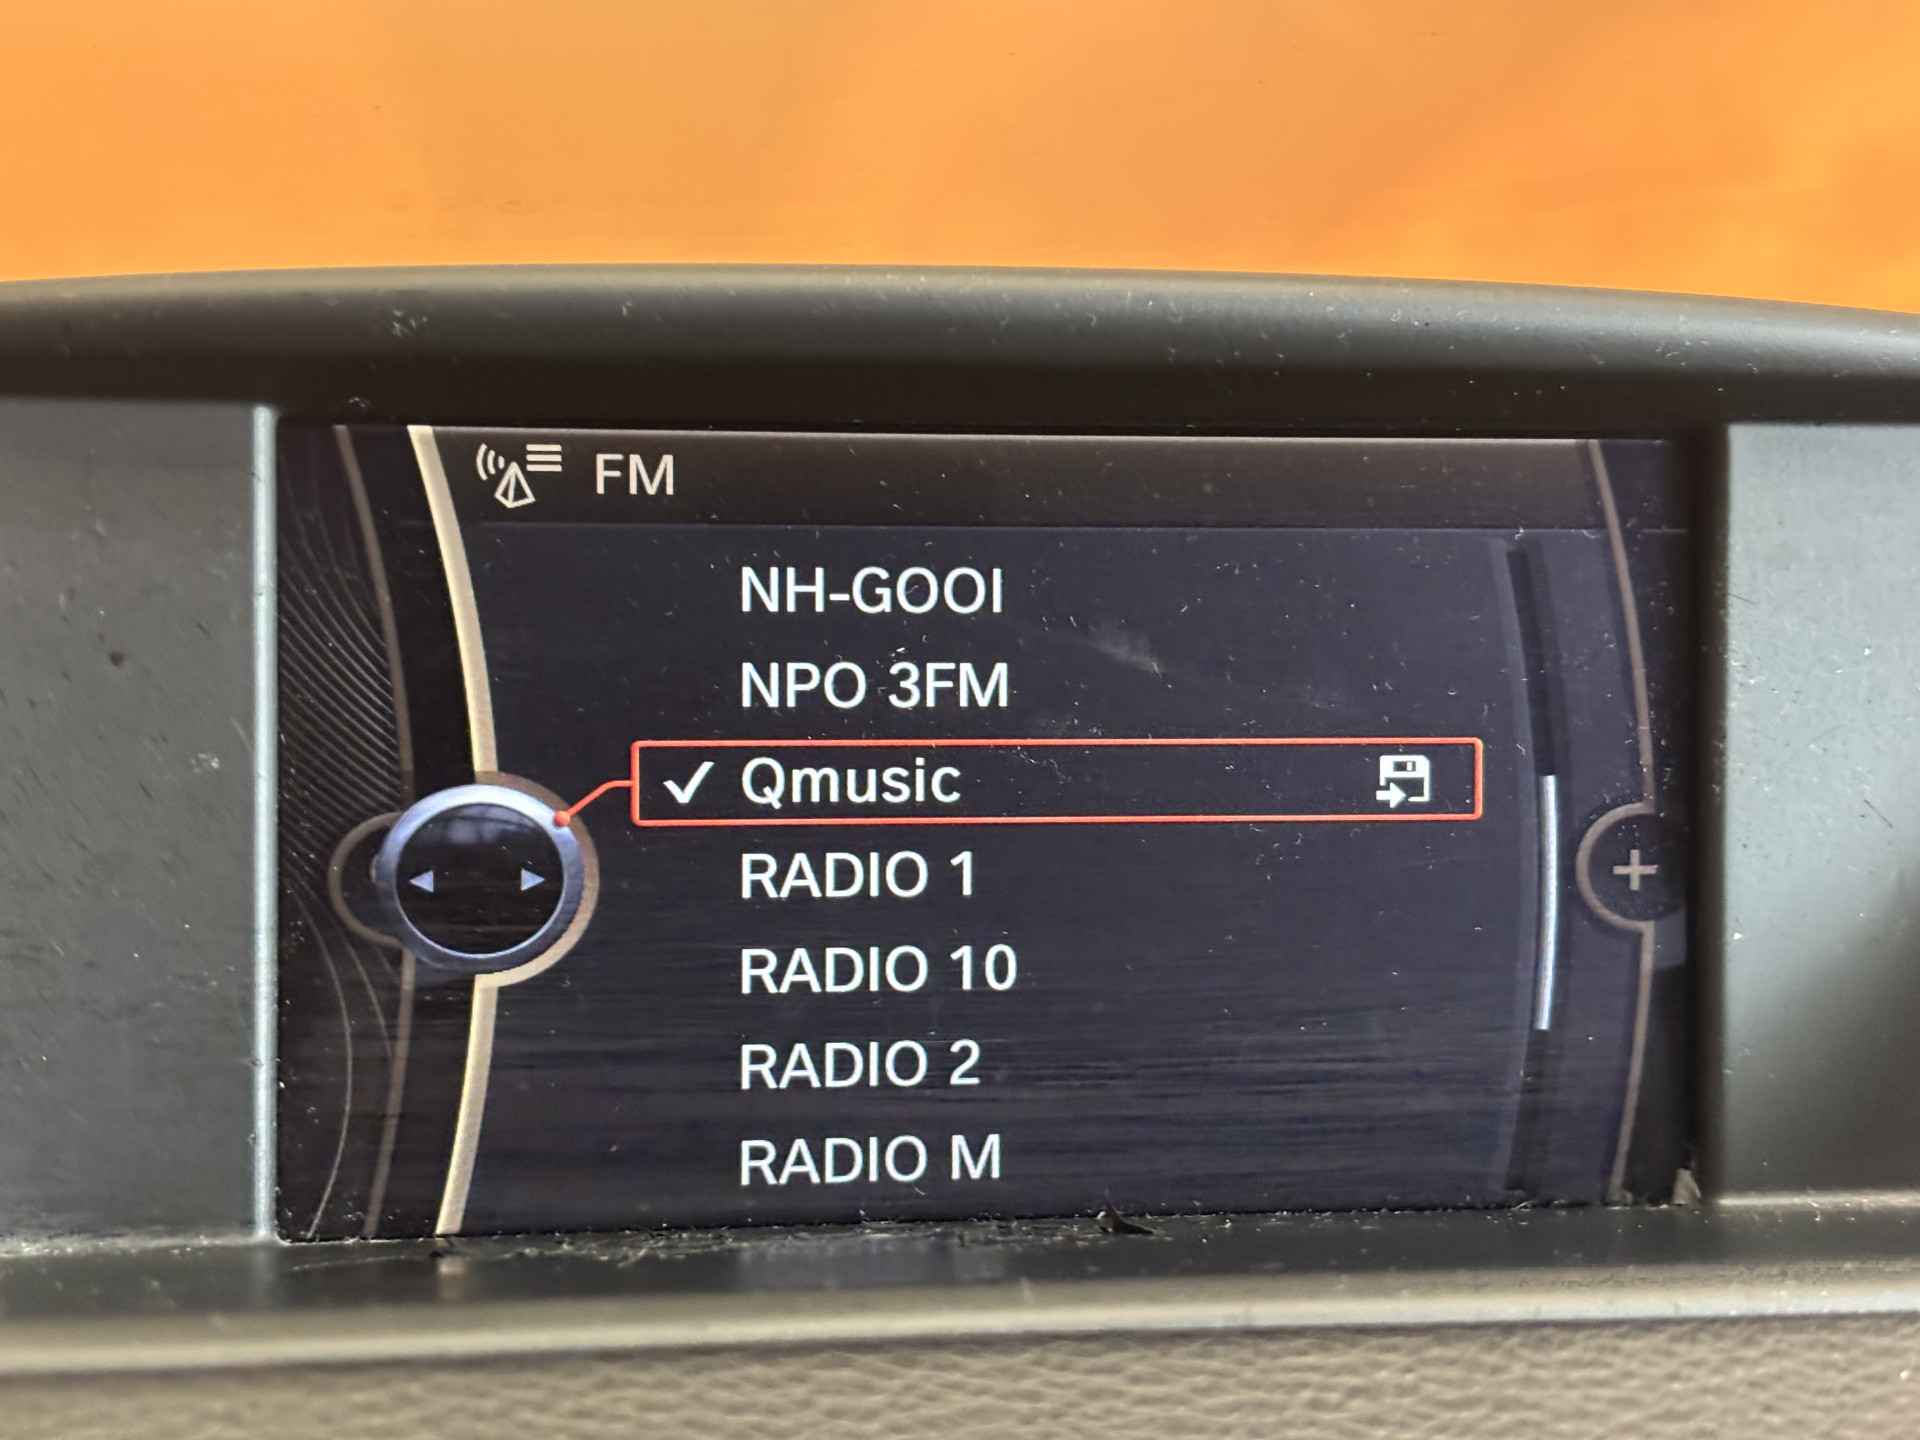 FM
NH-GOOI
NPO 3FM
Qmusic
RADIO 1
RADIO 10
RADIO 2
RADIO M